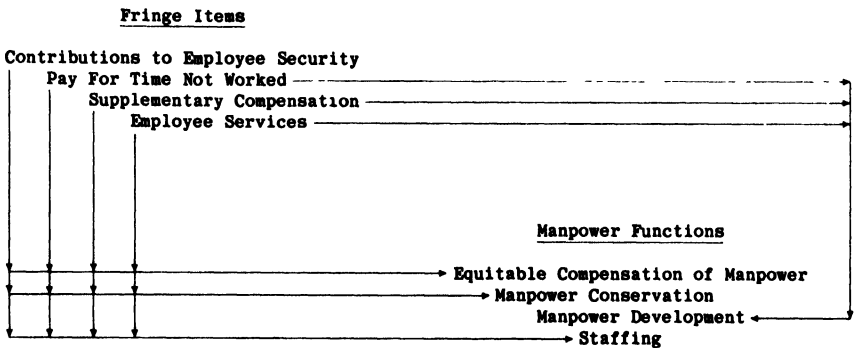 Fringe Items
Contributions to Employee Security
Pay For Time Not Worked
Supplementary Compensation
Employee Services
Manpower Functions
Equitable Compensation of Manpower
Manpower Conservation
Manpower Development
Staffing